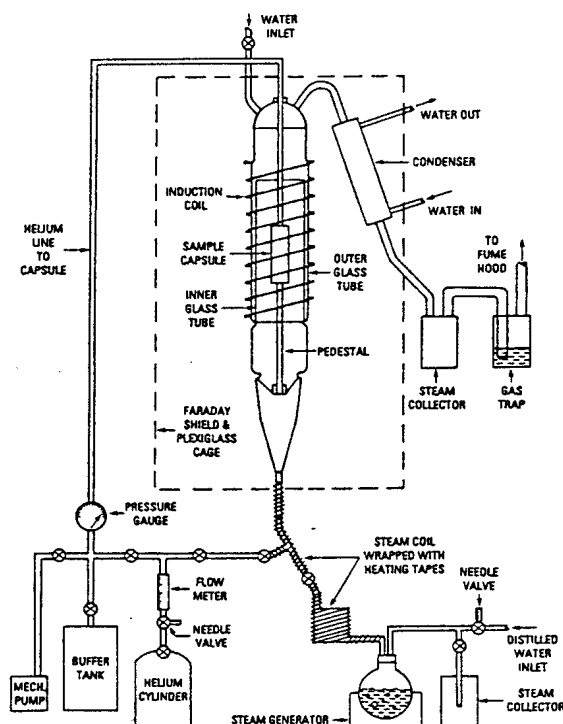 WATER
INLET
WATER OUT
CONDENSER
INDUCTION
COIL
WATER IN
HELIUM
LINE TO
CAPSULE
SAMPLE
CAPSULE
OUTER
GLASS
TUBE
TO
FUME
HOOD
INNER
GLASS
TUBE
PEDESTAL
STEAM
COLLECTOR
GAS
TRAP
FARADAY
SHIELD &
PLEXIGLASS
CAGE
PRESSURE
GAUGE
STEAM COIL
WRAPPED WITH
HEATING TAPES
FLOW
METER
NEEDLE
VALVE
NEEDLE
VALVE
DISTILLED
WATER
INLET
MECH.
PUMP
BUFFER
TANK
HELIUM
CYLINDER
STEAM GENERATOR
STEAM
COLLECTOR